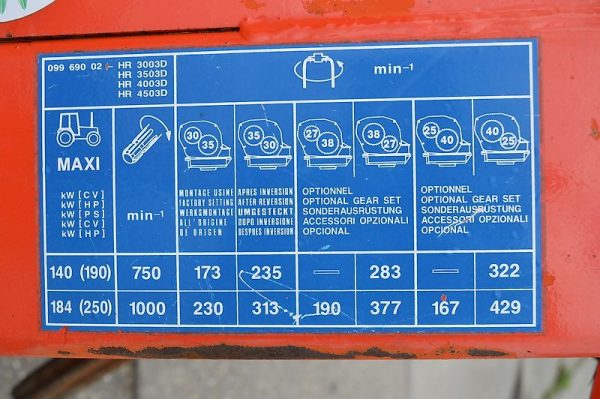 099 690 02 - HR 3003D
HR 3503D
HR 4003D
HR 4503D
min-1
MAXI
kW [CV]
kW [HP]
kW [PS]
kW [CV]
kW [HP]
min-1
30 35
35 30
27 38
38 27
25 40
40 25
MONTAGE USINE
FACTORY SETTING
WERKSMONTAGE
ALL' ORIGINE
DE ORIGEN
APRES INVERSION
AFTER REVERSION
UMGESTECKT
DOPO INVERSIONE
DESPUES INVERSIÓN
OPTIONNEL
OPTIONAL GEAR SET
SONDERAUSRÜSTUNG
ACCESSORI OPZIONALI
OPCIONAL
OPTIONNEL
OPTIONAL GEAR SET
SONDERAUSRÜSTUNG
ACCESSORI OPZIONALI
OPCIONAL
140 (190) 750 173 235 — 283 — 322
184 (250) 1000 230 313 190 377 167 429